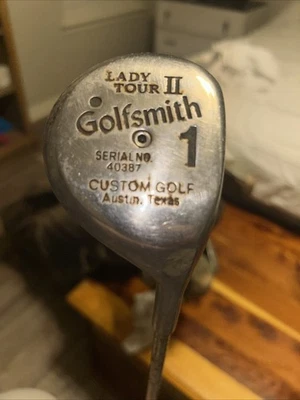 LADY
TOUR II
Golfsmith
1
SERIAL NO.
40387
CUSTOM GOLF
Austin, Texas